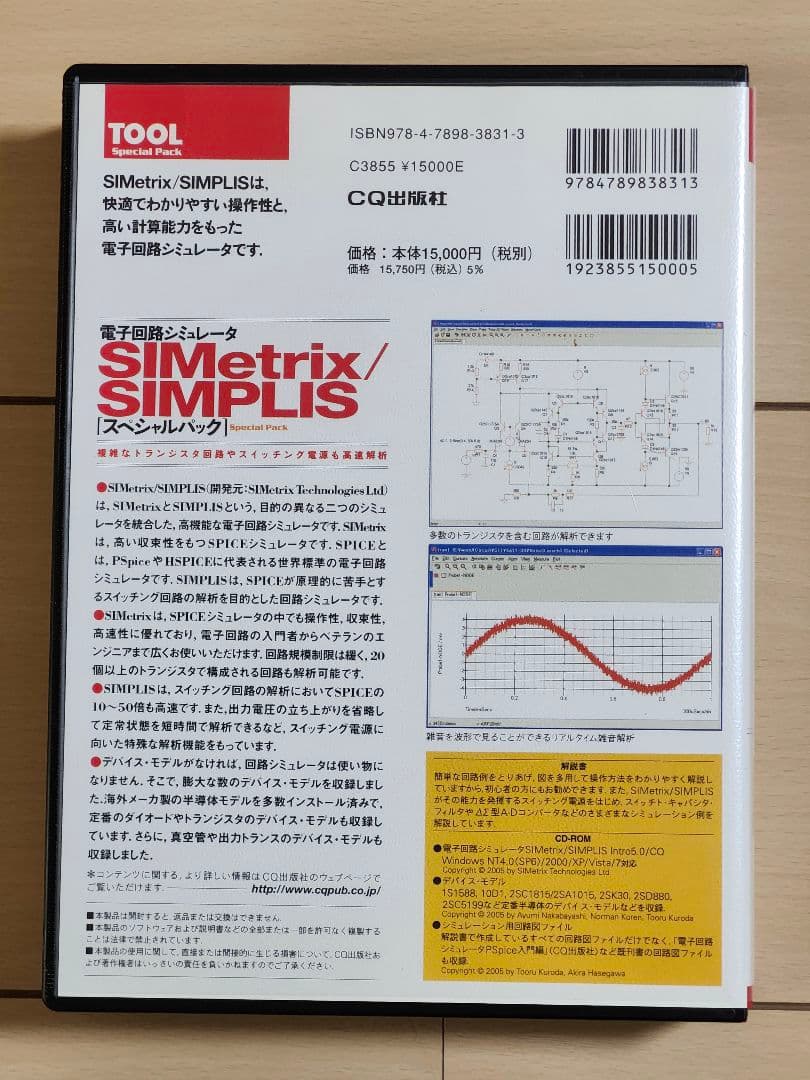 TOOL
Special Pack
SIMetrix/SIMPLISは,
快適でわかりやすい操作性と,
高い計算能力をもった
電子回路シミュレータです.
ISBN978-4-7898-3831-3
C3855 ¥15000E
CQ出版社
価格：本体15,000円（税別）
価格 15,750円（税込）5%
9784789838313
1923855150005
電子回路シミュレータ
SIMetrix/
SIMPLIS
「スペシャルパック」Special Pack
複雑なトランジスタ回路やスイッチング電源も高速解析
●SIMetrix/SIMPLIS(開発元:SIMetrix Technologies Ltd)
は, SIMetrixとSIMPLISという, 目的の異なる二つのシミュ
レータを統合した, 高機能な電子回路シミュレータです. SIMetrix
は, 高い収束性をもつSPICEシミュレータです. SPICEと
は, PSpiceやHSPICEに代表される世界標準の電子回路
シミュレータです. SIMPLISは, SPICEが原理的に苦手とす
るスイッチング回路の解析を目的とした回路シミュレータです.
●SIMetrixは, SPICEシミュレータの中でも操作性, 収束性,
高速性に優れており, 電子回路の入門者からベテランのエン
ジニアまで広くお使いいただけます. 回路規模制限は緩く, 20
個以上のトランジスタで構成される回路も解析可能です.
●SIMPLISは, スイッチング回路の解析においてSPICEの
10〜50倍も高速です. また, 出力電圧の立ち上がりを省略し
て定常状態を短時間で解析できるなど, スイッチング電源に
向いた特殊な解析機能をもっています.
●デバイス・モデルがなければ, 回路シミュレータは使い物に
なりません. そこで, 膨大な数のデバイス・モデルを収録しまし
た. 海外メーカ製の半導体モデルを多数インストール済みで,
定番のダイオードやトランジスタのデバイス・モデルも収録し
ています. さらに, 真空管や出力トランスのデバイス・モデルも
収録しました.
＊コンテンツに関する, より詳しい情報はCQ出版社のウェブページで
ご覧いただけます. http://www.cqpub.co.jp/
■本製品は開封すると, 返品または交換はできません.
■本製品のソフトウェアおよび説明書などの全部または一部を許可なく複製する
ことは法律で禁止されています.
■本製品の使用に関して, 直接または間接的に生じる損害について, CQ出版社お
よび著作権者はいっさいの責任を負いかねますのでご了承ください.
多数のトランジスタを含む回路が解析できます
Probe1-NODE / mV
0.2
0.6
Time/mSecs
雑音を波形で見ることができるリアルタイム雑音解析
解説書
簡単な回路例をとりあげ, 図を多用して操作方法をわかりやすく解説し
ていますから, 初心者の方にもお勧めできます. また, SIMetrix/SIMPLIS
がその能力を発揮するスイッチング電源をはじめ, スイッチト・キャパシタ・
フィルタや ΔΣ型A-Dコンバータなどのさまざまなシミュレーション例を
解説しています.
CD-ROM
●電子回路シミュレータSIMetrix/SIMPLIS Intro5.0/CQ
Windows NT4.0(SP6)/2000/XP/Vista/7対応
Copyright © 2005 by SIMetrix Technologies Ltd
●デバイス・モデル
1S1588, 10D1, 2SC1815/2SA1015, 2SK30, 2SD880,
2SC5199など定番半導体のデバイス・モデルなどを収録.
Copyright © 2005 by Ayumi Nakabayashi, Norman Koren, Tooru Kuroda
●シミュレーション用回路図ファイル
解説書で作成しているすべての回路図ファイルだけでなく, 「電子回路
シミュレータPSpice入門編」(CQ出版社)など既刊書の回路図ファイル
も収録.
Copyright © 2005 by Tooru Kuroda, Akira Hasegawa